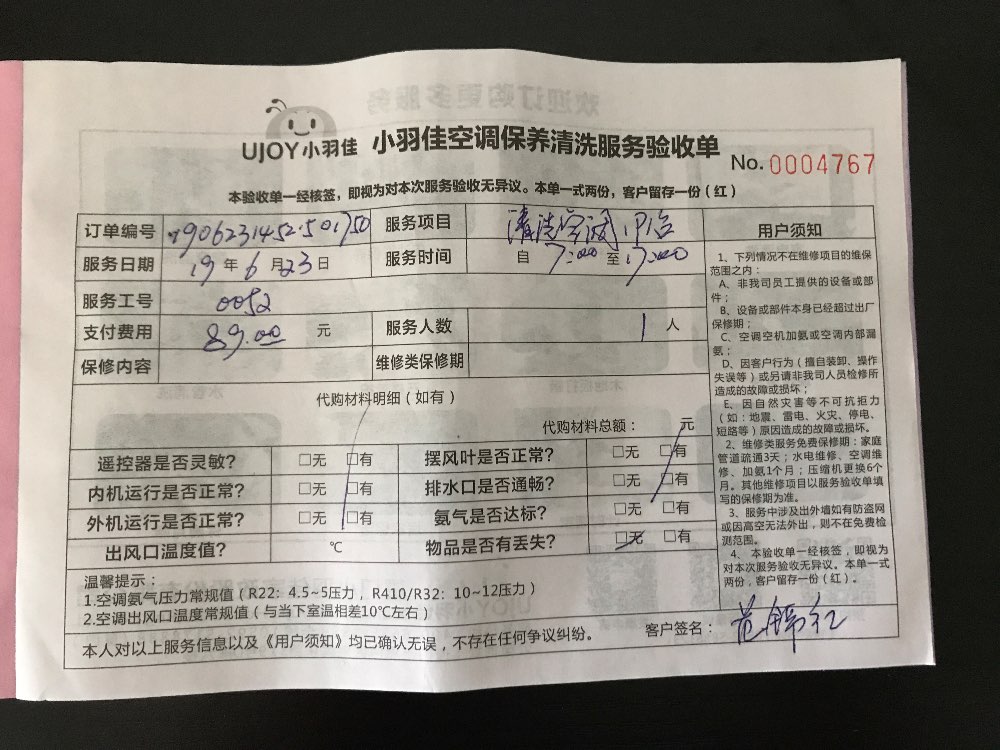 UJOY小羽佳 小羽佳空调保养清洗服务验收单 No.0004767
本验收单一经核签，即视为对本次服务验收无异议。本单一式两份，客户留存一份（红）
订单编号 服务项目 清洗空调
服务日期 19年6月23日 服务时间 自 至
服务工号 0052
支付费用 89.00 元 服务人数 1 人
保修内容 维修类保修期
代购材料明细（如有）
代购材料总额： 元
遥控器是否灵敏？ □无 □有 摆风叶是否正常？ □无 □有
内机运行是否正常？ □无 □有 排水口是否通畅？ □无 □有
外机运行是否正常？ □无 □有 氨气是否达标？ □无 □有
出风口温度值？ ℃ 物品是否有丢失？ □无 □有
温馨提示：
1.空调氨气压力常规值（R22：4.5~5压力，R410/R32：10~12压力）
2.空调出风口温度常规值（与当下室温相差10℃左右）
本人对以上服务信息以及《用户须知》均已确认无误，不存在任何争议纠纷。 客户签名：
用户须知
1、下列情况不在维修项目的维保
范围之内：
A、非我司员工提供的设备或部
件；
B、设备或部件本身已经超过出厂
保修期；
C、空调空机加氨或空调内部漏
氨；
D、因客户行为（擅自装卸、操作
失误等）或另请非我司人员检修所
造成的故障或损坏；
E、因自然灾害等不可抗拒力
（如：地震、雷电、火灾、停电、
短路等）原因造成的故障或损坏。
2、维修类服务免费保修期：家庭
管道疏通3天；水电维修、空调维
修、加氨1个月；压缩机更换6个
月。其他维修项目以服务验收单填
写的保修期为准。
3、服务中涉及出外墙如有防盗网
或因高空无法外出，则不在免费检
测范围。
4、本验收单一经核签，即视为
对本次服务验收无异议。本单一式
两份，客户留存一份（红）。